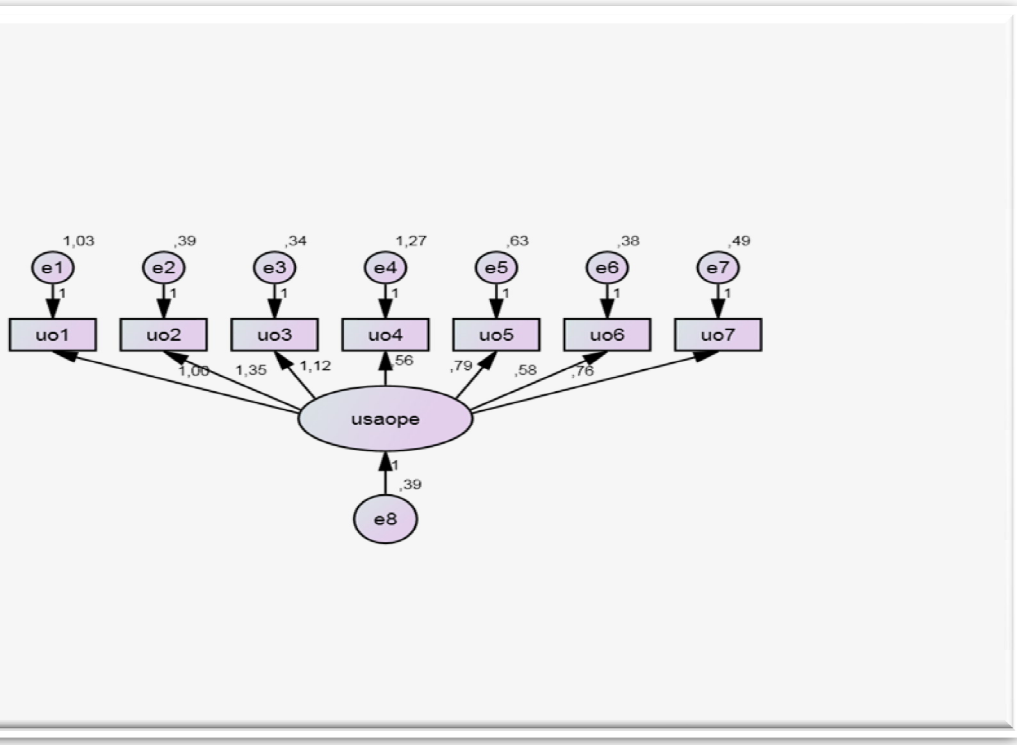 1,03 ,39 ,34 1,27 ,63 ,38 ,49
e1 e2 e3 e4 e5 e6 e7
1 1 1 1 1 1 1
uo1 uo2 uo3 uo4 uo5 uo6 uo7
1,00 1,35 1,12 ,56 ,79 ,58 ,76
usaope
1
,39
e8